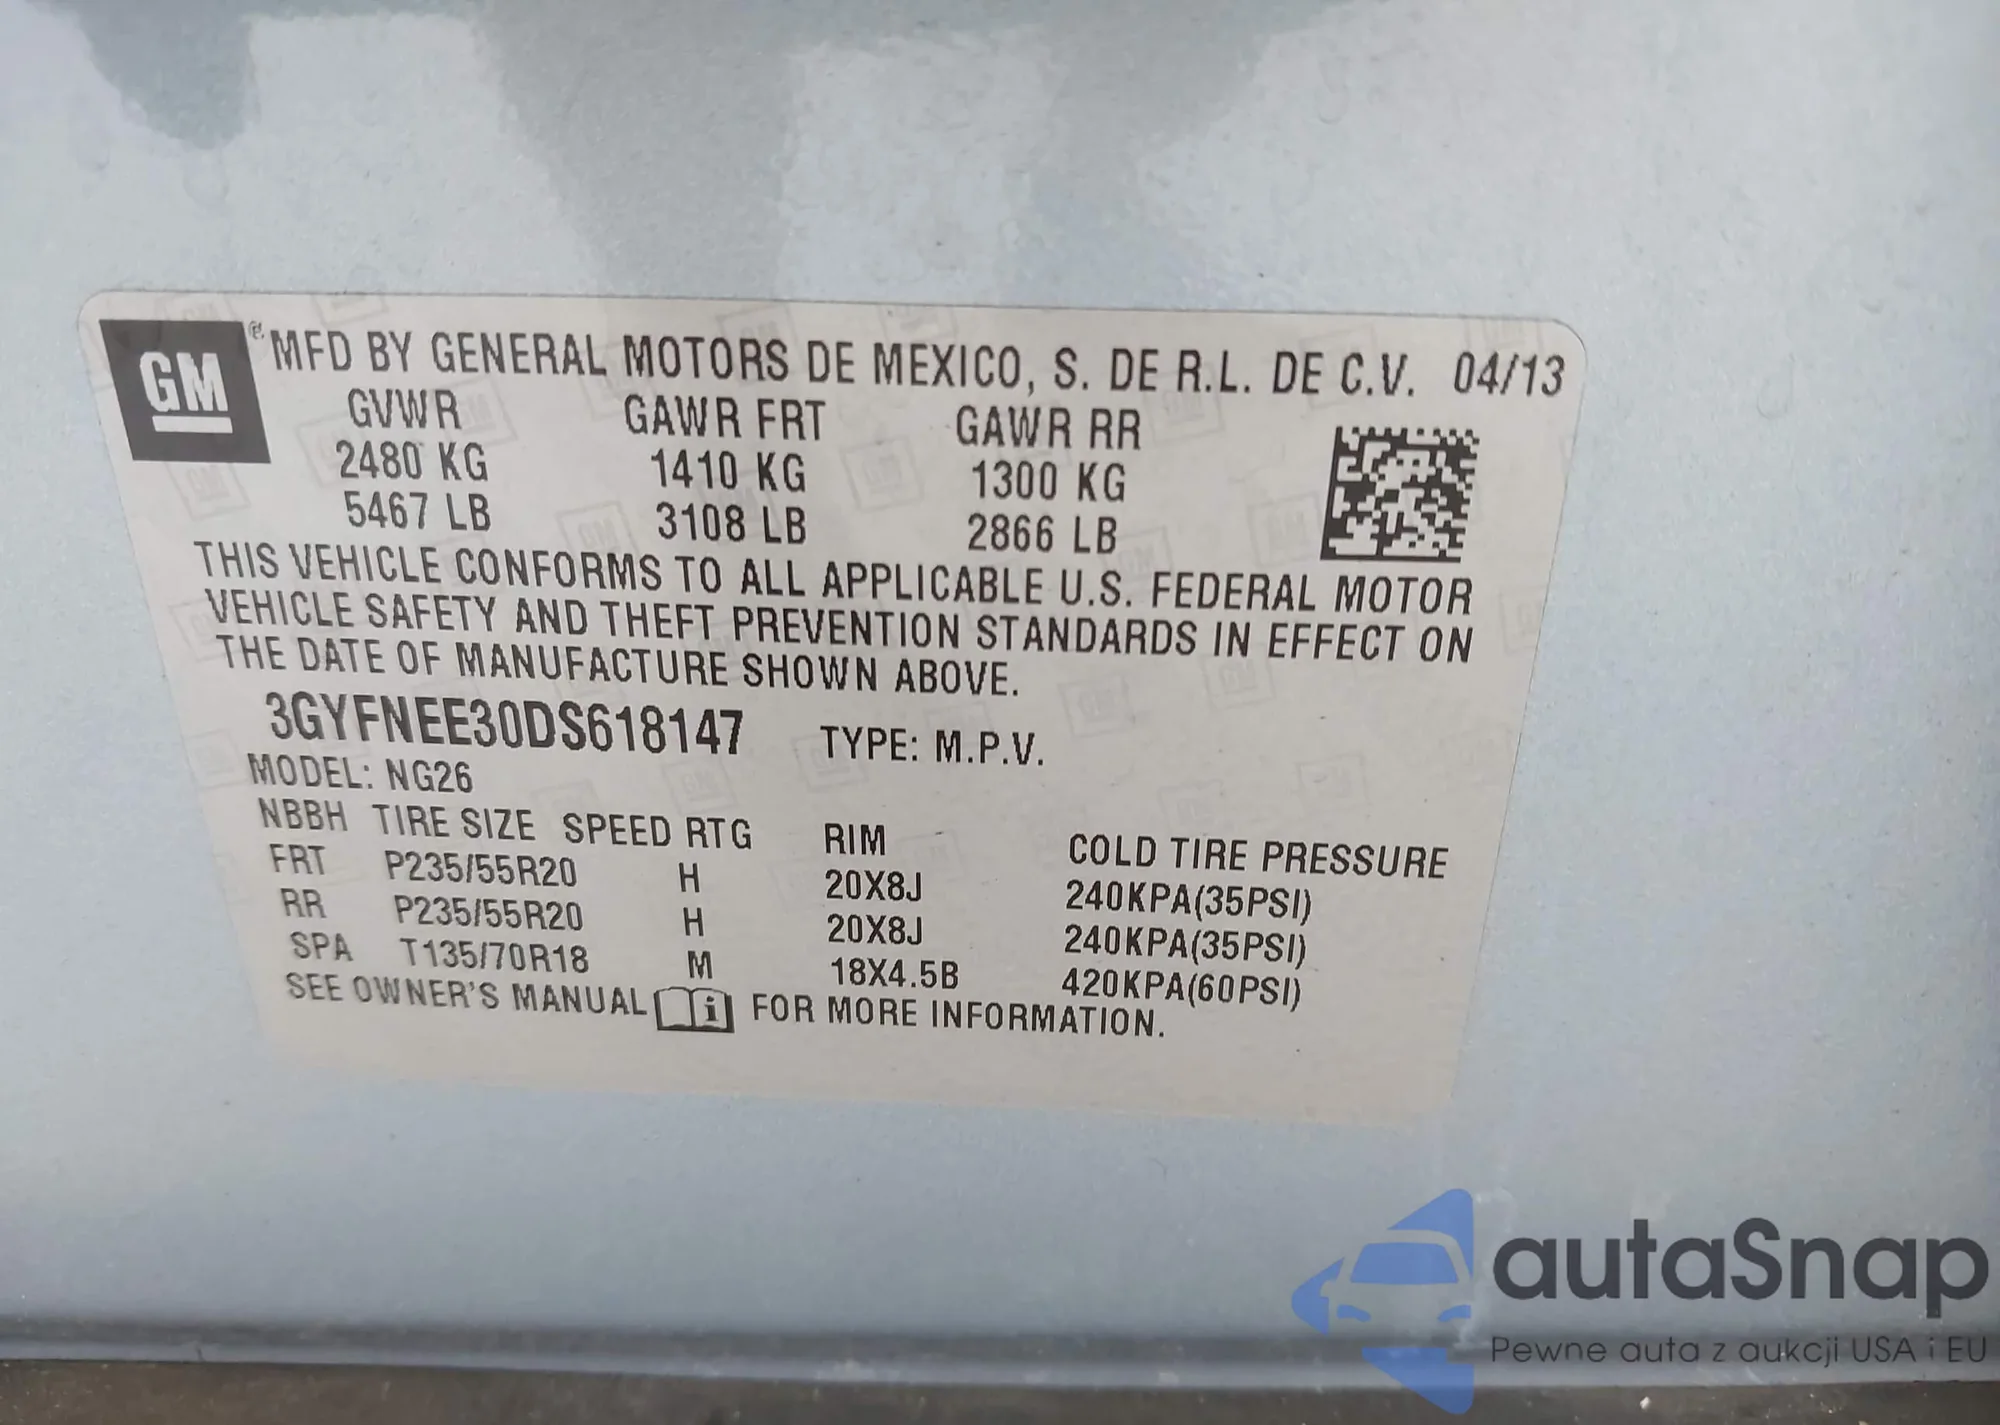 GM ® MFD BY GENERAL MOTORS DE MEXICO, S. DE R.L. DE C.V. 04/13
GVWR GAWR FRT GAWR RR
2480 KG 1410 KG 1300 KG
5467 LB 3108 LB 2866 LB
THIS VEHICLE CONFORMS TO ALL APPLICABLE U.S. FEDERAL MOTOR
VEHICLE SAFETY AND THEFT PREVENTION STANDARDS IN EFFECT ON
THE DATE OF MANUFACTURE SHOWN ABOVE.
3GYFNEE30DS618147 TYPE: M.P.V.
MODEL: NG26
NBBH TIRE SIZE SPEED RTG RIM COLD TIRE PRESSURE
FRT P235/55R20 H 20X8J 240KPA(35PSI)
RR P235/55R20 H 20X8J 240KPA(35PSI)
SPA T135/70R18 M 18X4.5B 420KPA(60PSI)
SEE OWNER'S MANUAL i FOR MORE INFORMATION.
autaSnap
Pewne auta z aukcji USA i EU